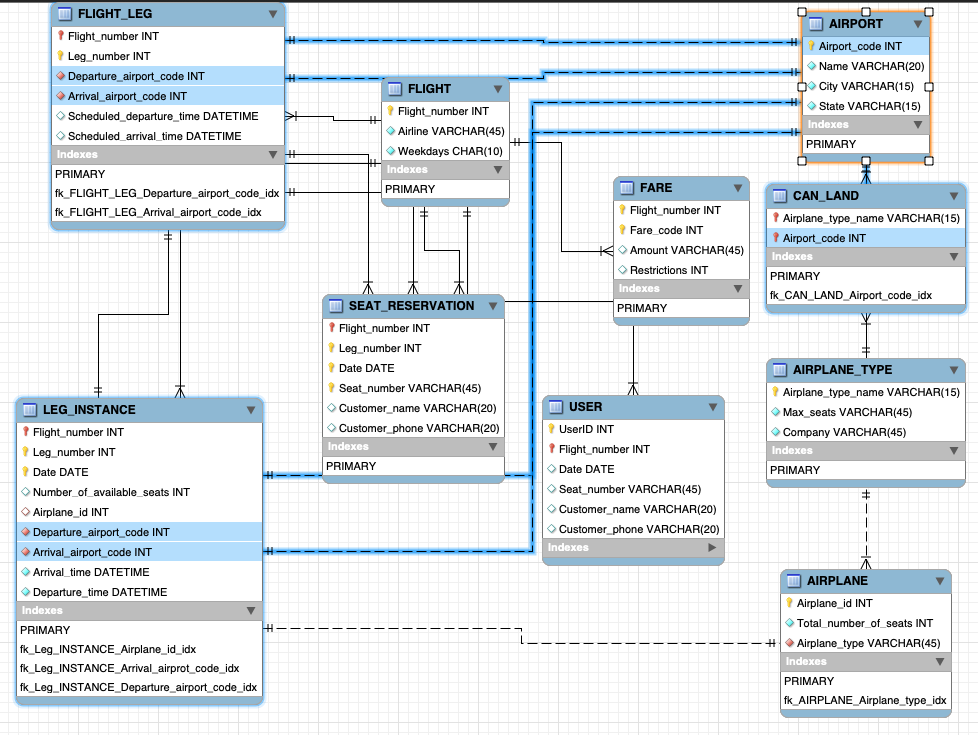 FLIGHT_LEG
Flight_number INT
Leg_number INT
Departure_airport_code INT
Arrival_airport_code INT
Scheduled_departure_time DATETIME
Scheduled_arrival_time DATETIME
Indexes
PRIMARY
fk_FLIGHT_LEG_Departure_airport_code_idx
fk_FLIGHT_LEG_Arrival_airport_code_idx
FLIGHT
Flight_number INT
Airline VARCHAR(45)
Weekdays CHAR(10)
Indexes
PRIMARY
AIRPORT
Airport_code INT
Name VARCHAR(20)
City VARCHAR(15)
State VARCHAR(15)
Indexes
PRIMARY
FARE
Flight_number INT
Fare_code INT
Amount VARCHAR(45)
Restrictions INT
Indexes
PRIMARY
CAN_LAND
Airplane_type_name VARCHAR(15)
Airport_code INT
Indexes
PRIMARY
fk_CAN_LAND_Airport_code_idx
SEAT_RESERVATION
Flight_number INT
Leg_number INT
Date DATE
Seat_number VARCHAR(45)
Customer_name VARCHAR(20)
Customer_phone VARCHAR(20)
Indexes
PRIMARY
AIRPLANE_TYPE
Airplane_type_name VARCHAR(15)
Max_seats VARCHAR(45)
Company VARCHAR(45)
Indexes
PRIMARY
LEG_INSTANCE
Flight_number INT
Leg_number INT
Date DATE
Number_of_available_seats INT
Airplane_id INT
Departure_airport_code INT
Arrival_airport_code INT
Arrival_time DATETIME
Departure_time DATETIME
Indexes
PRIMARY
fk_Leg_INSTANCE_Airplane_id_idx
fk_Leg_INSTANCE_Arrival_airprot_code_idx
fk_Leg_INSTANCE_Departure_airport_code_idx
USER
UserID INT
Flight_number INT
Date DATE
Seat_number VARCHAR(45)
Customer_name VARCHAR(20)
Customer_phone VARCHAR(20)
Indexes
AIRPLANE
Airplane_id INT
Total_number_of_seats INT
Airplane_type VARCHAR(45)
Indexes
PRIMARY
fk_AIRPLANE_Airplane_type_idx